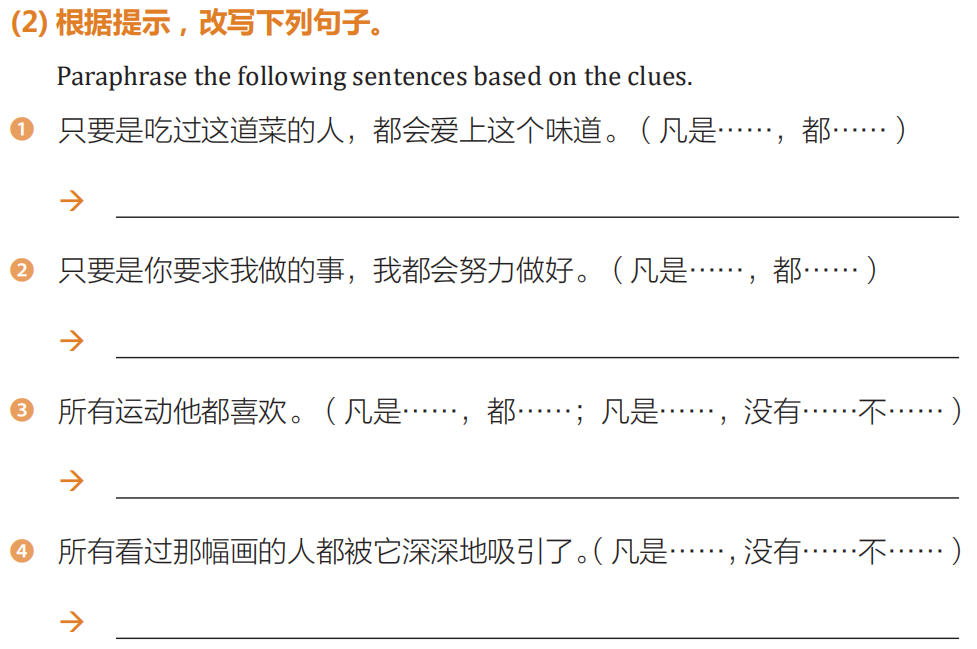 (2) 根据提示，改写下列句子。
Paraphrase the following sentences based on the clues.
❶ 只要是吃过这道菜的人，都会爱上这个味道。（凡是……，都……）
→
❷ 只要是你要求我做的事，我都会努力做好。（凡是……，都……）
→
❸ 所有运动他都喜欢。（凡是……，都……；凡是……，没有……不……）
→
❹ 所有看过那幅画的人都被它深深地吸引了。（凡是……，没有……不……）
→